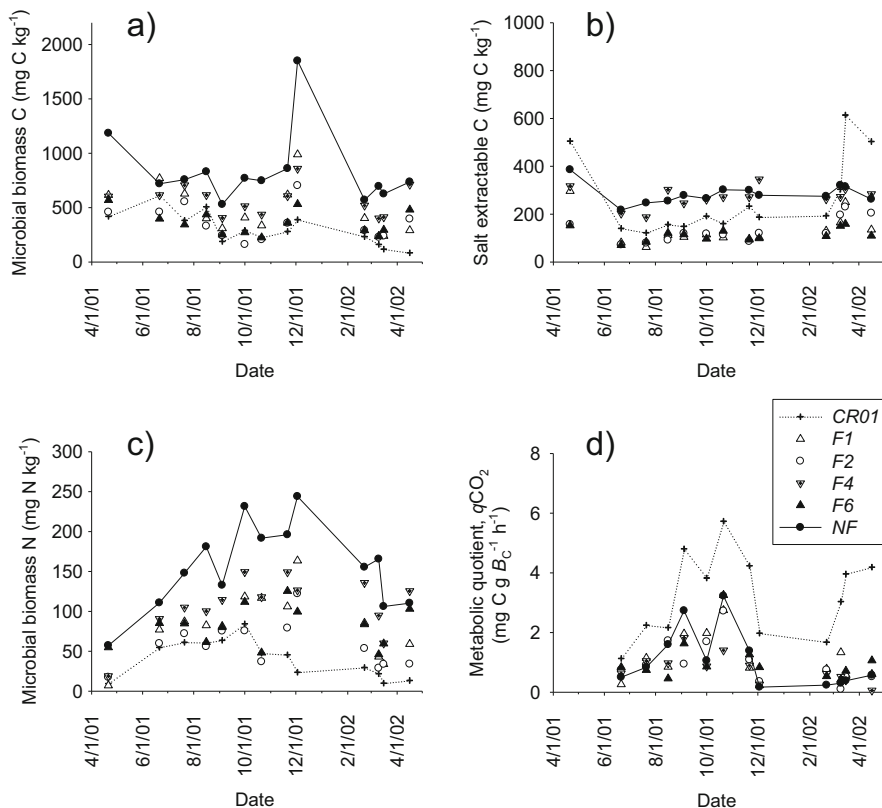 a)
Microbial biomass C (mg C kg⁻¹)
2000
1500
1000
500
0
4/1/01
6/1/01
8/1/01
10/1/01
12/1/01
2/1/02
4/1/02
Date
b)
Salt extractable C (mg C kg⁻¹)
1000
800
600
400
200
0
4/1/01
6/1/01
8/1/01
10/1/01
12/1/01
2/1/02
4/1/02
Date
c)
Microbial biomass N (mg N kg⁻¹)
300
250
200
150
100
50
0
4/1/01
6/1/01
8/1/01
10/1/01
12/1/01
2/1/02
4/1/02
Date
d)
Metabolic quotient, qCO₂
(mg C g B_C⁻¹ h⁻¹)
8
6
4
2
0
4/1/01
6/1/01
8/1/01
10/1/01
12/1/01
2/1/02
4/1/02
Date
CR01
F1
F2
F4
F6
NF